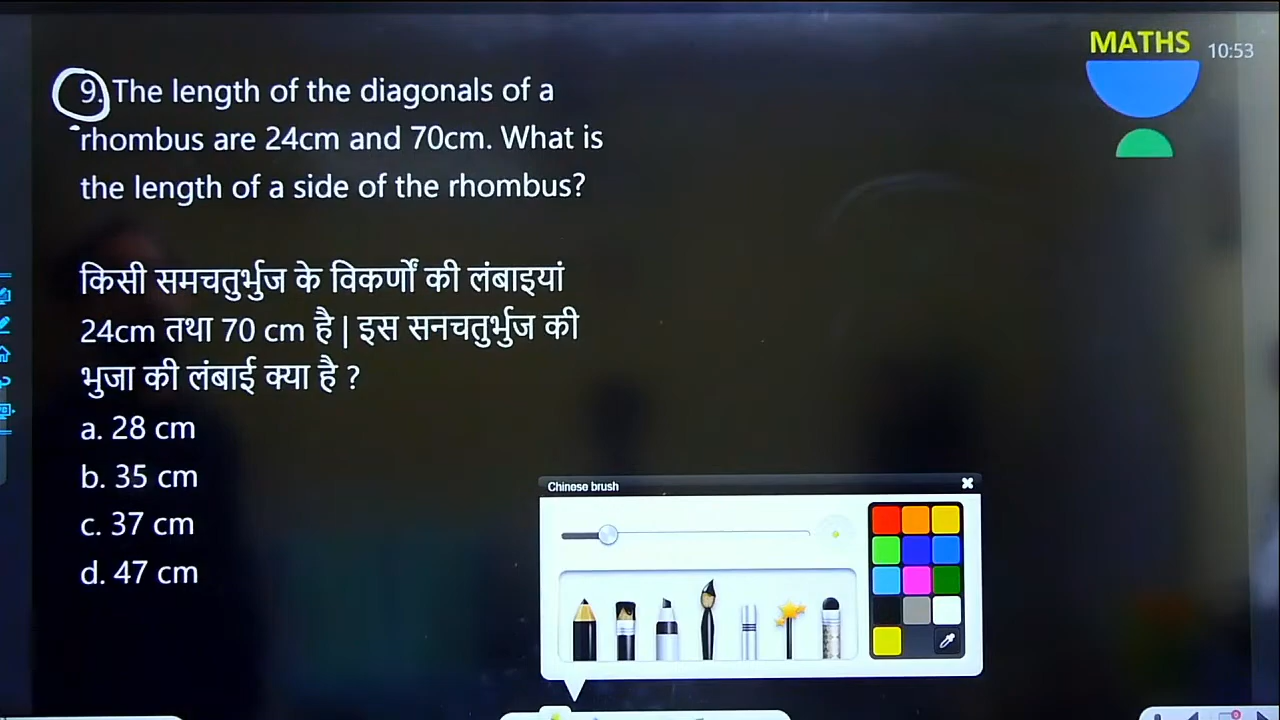 MATHS
10:53
9. The length of the diagonals of a
rhombus are 24cm and 70cm. What is
the length of a side of the rhombus?
किसी समचतुर्भुज के विकर्णों की लंबाइयां
24cm तथा 70 cm है | इस सनचतुर्भुज की
भुजा की लंबाई क्या है ?
a. 28 cm
b. 35 cm
c. 37 cm
d. 47 cm
Chinese brush